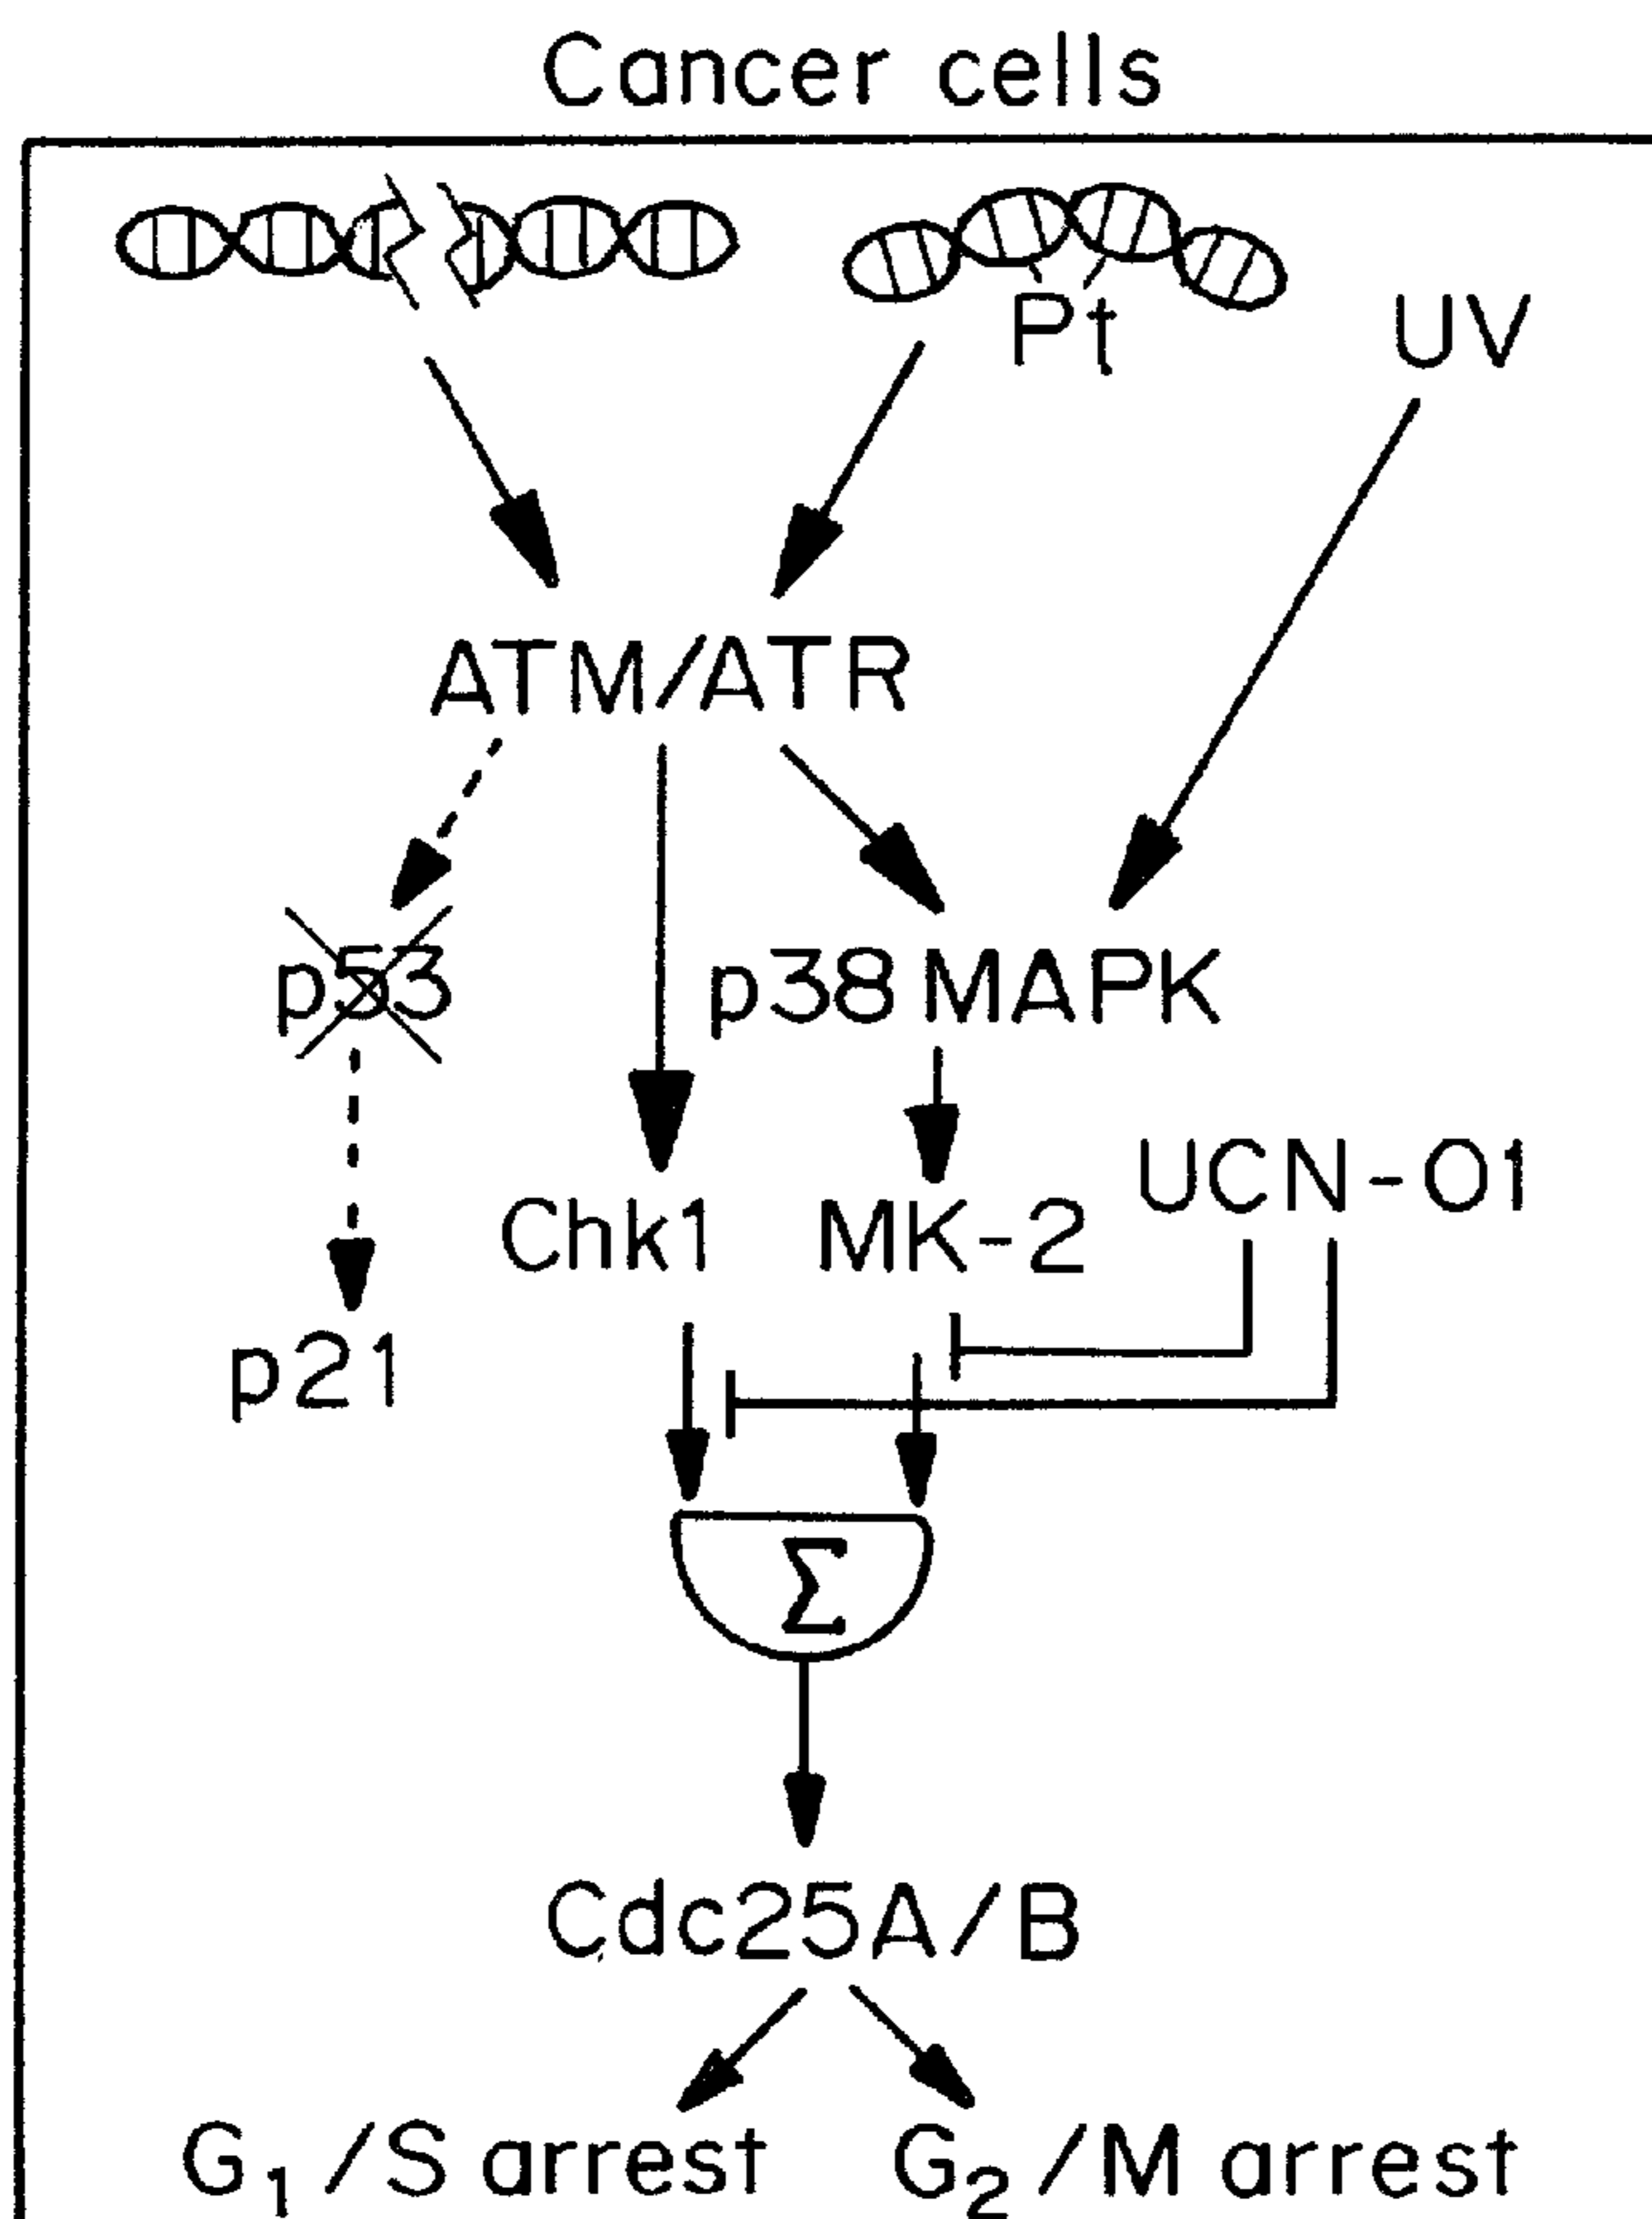 Cancer cells
Pt
UV
ATM/ATR
p53
p38 MAPK
UCN-01
Chk1
MK-2
p21
Σ
Cdc25A/B
G₁/S arrest
G₂/M arrest